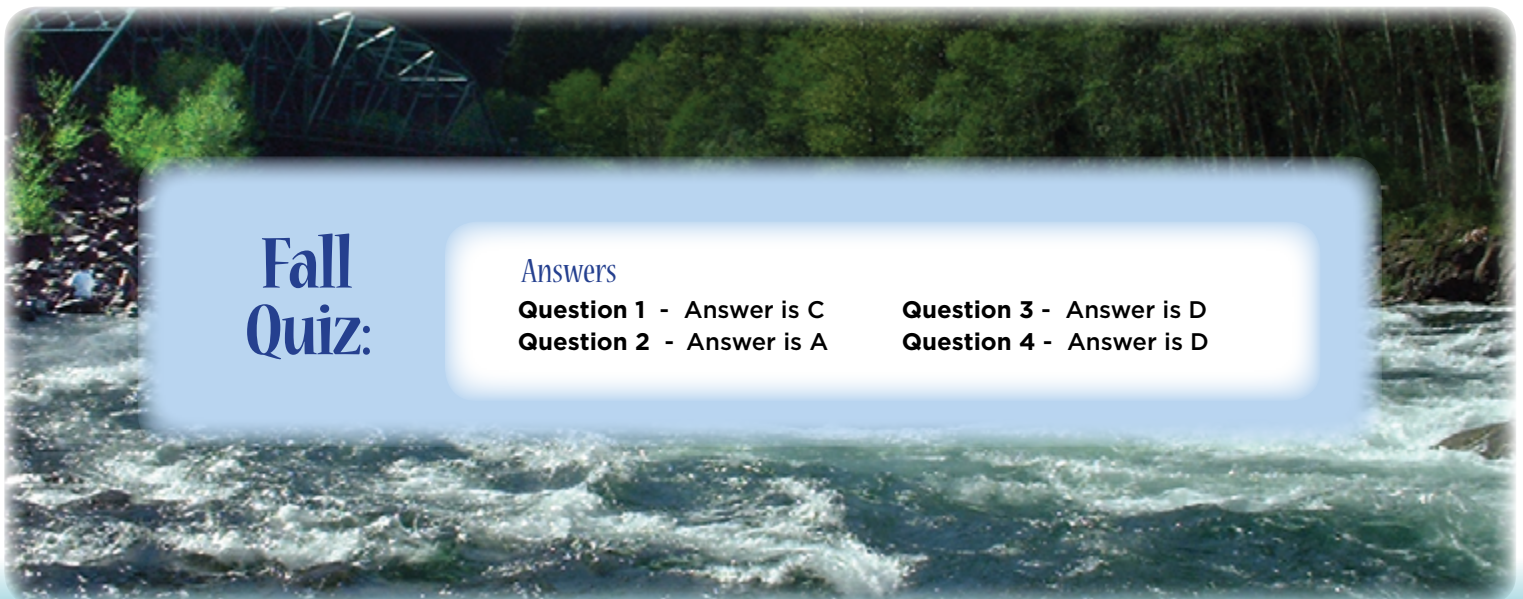 Fall
Quiz:
Answers
Question 1 - Answer is C
Question 2 - Answer is A
Question 3 - Answer is D
Question 4 - Answer is D